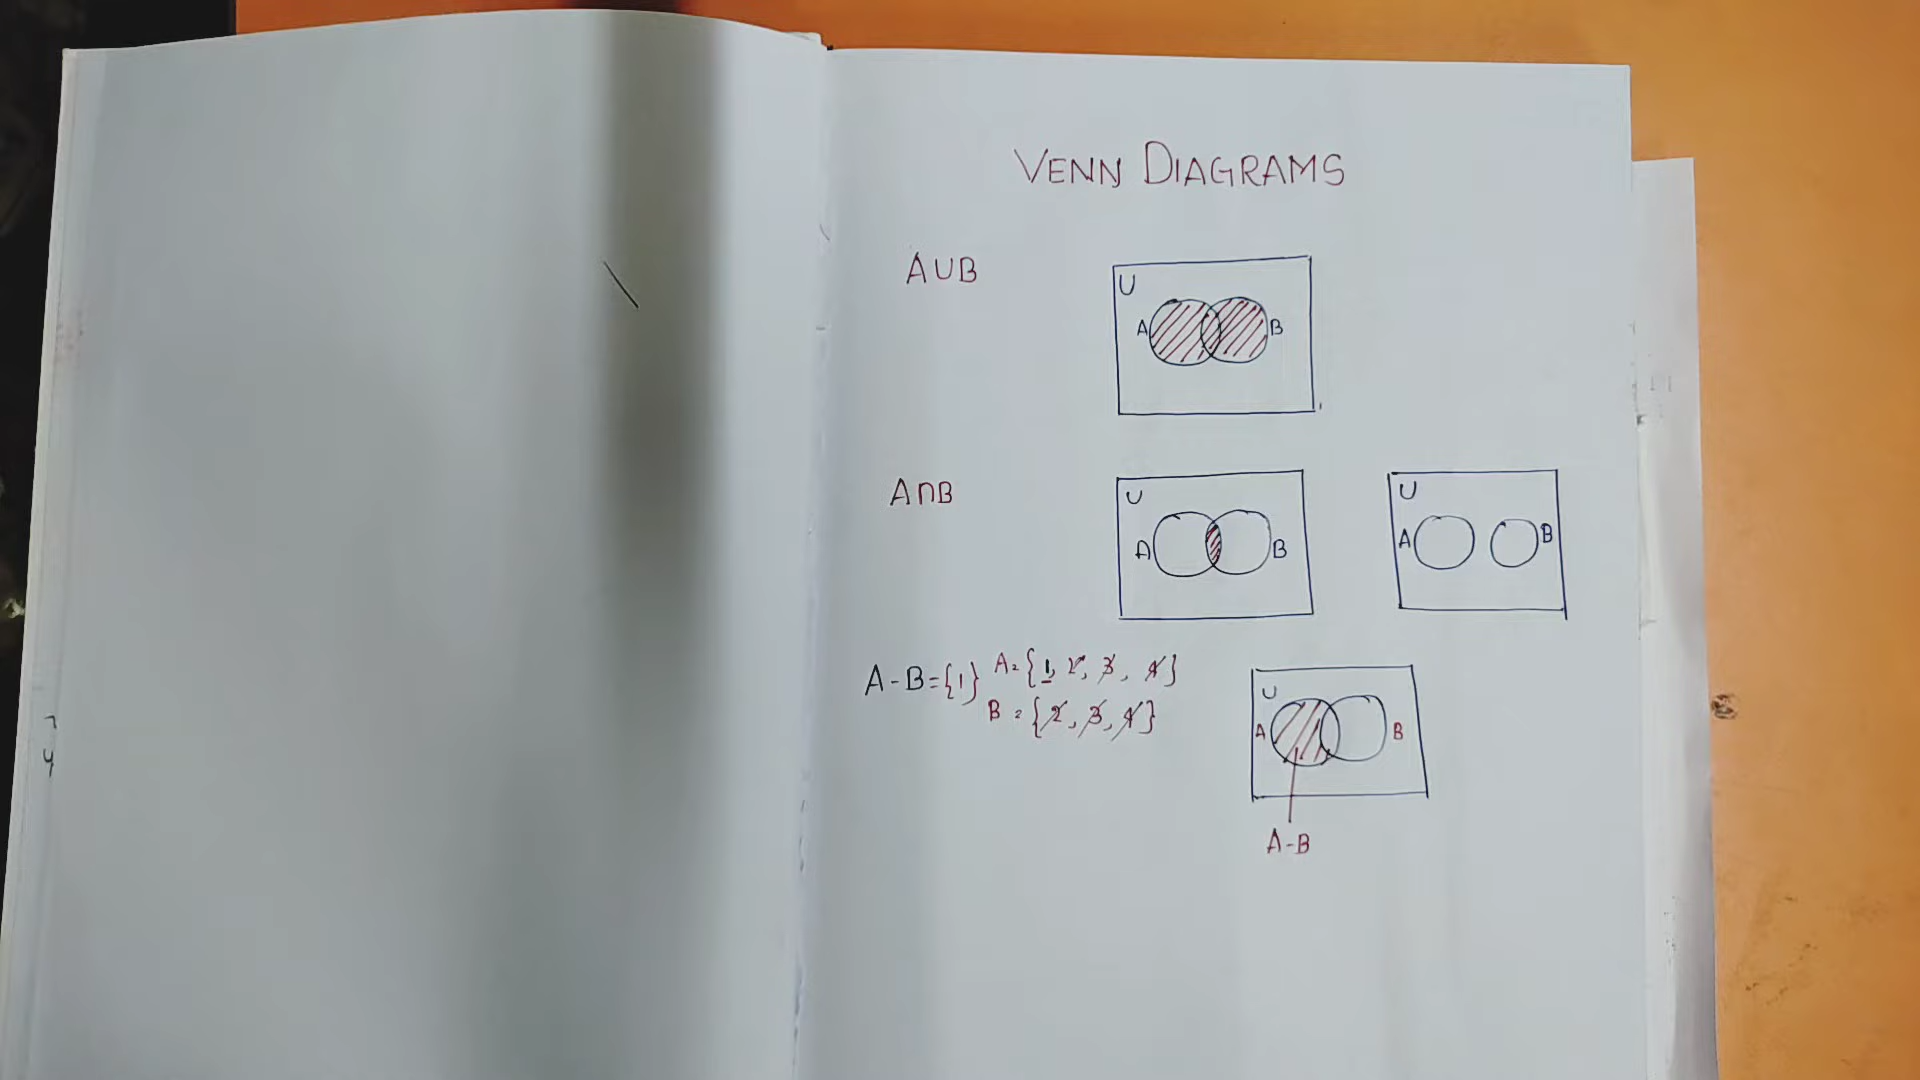 VENN DIAGRAMS
A∪B
U
A B
A∩B
U
A B
U
A B
A-B={1} A={1, 2, 3, 4}
B={2, 3, 4}
U
A B
A-B